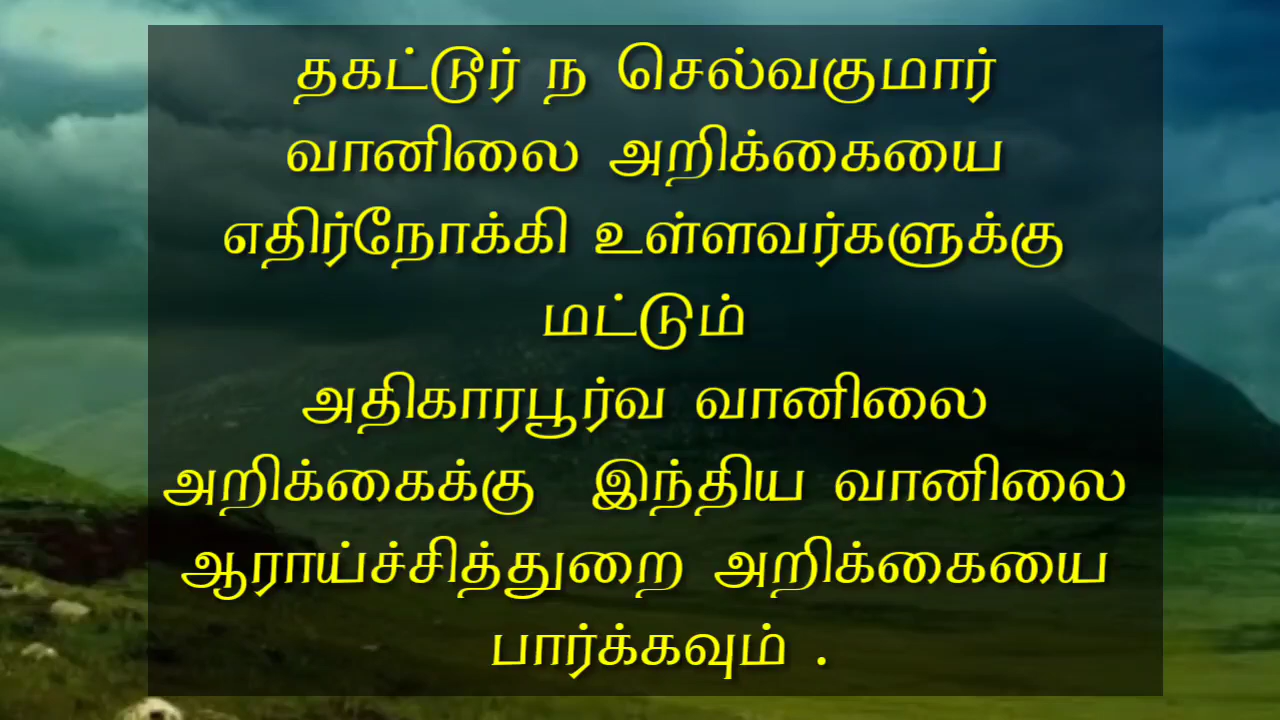 தகட்டூர் ந செல்வகுமார்
வானிலை அறிக்கையை
எதிர்நோக்கி உள்ளவர்களுக்கு
மட்டும்
அதிகாரபூர்வ வானிலை
அறிக்கைக்கு இந்திய வானிலை
ஆராய்ச்சித்துறை அறிக்கையை
பார்க்கவும் .